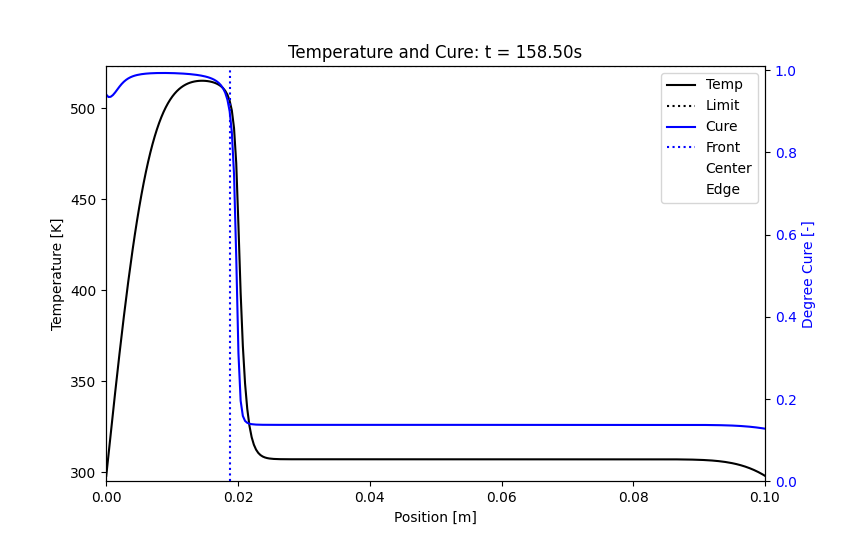 Temperature and Cure: t = 158.50s
Temperature [K]
500
450
400
350
300
Temp
Limit
Cure
Front
Center
Edge
1.0
0.8
0.6
0.4
0.2
0.0
Degree Cure [-]
0.00
0.02
0.04
0.06
0.08
0.10
Position [m]